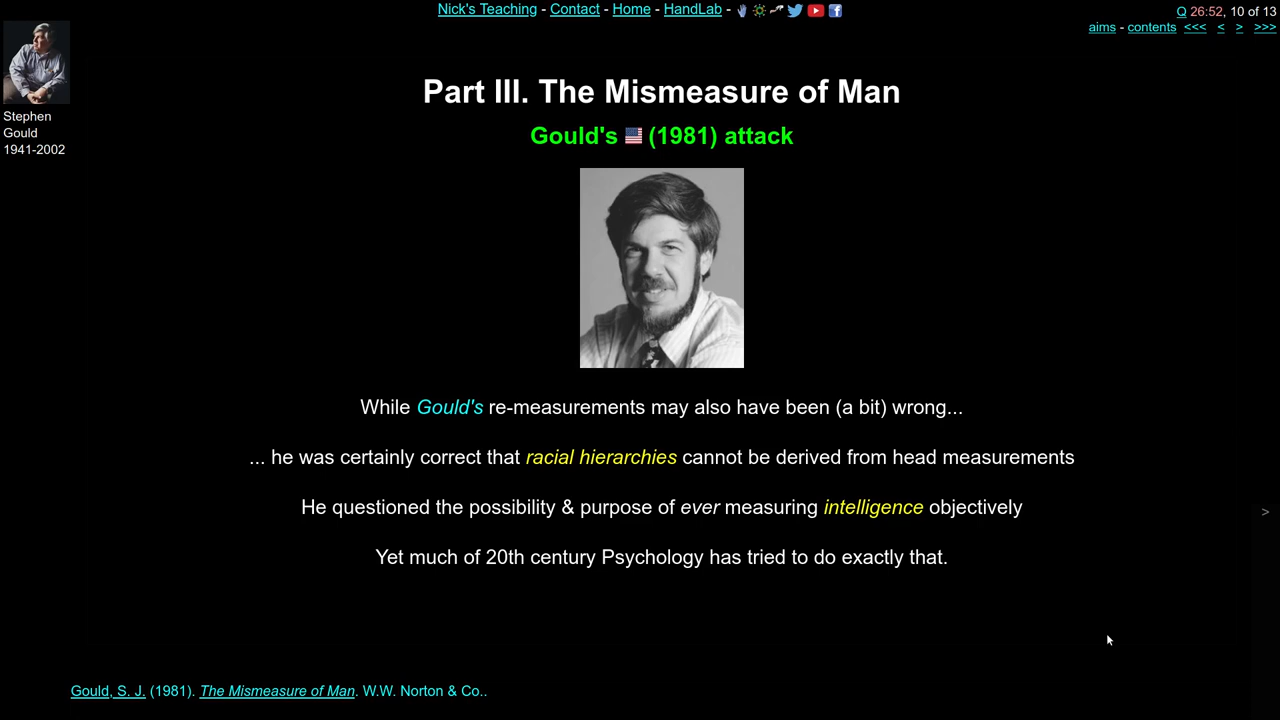 Nick's Teaching - Contact - Home - HandLab -
Q 26:52, 10 of 13
aims - contents <<< < > >>>
Stephen
Gould
1941-2002
Part III. The Mismeasure of Man
Gould's (1981) attack
While Gould's re-measurements may also have been (a bit) wrong...
... he was certainly correct that racial hierarchies cannot be derived from head measurements
He questioned the possibility & purpose of ever measuring intelligence objectively
>
Yet much of 20th century Psychology has tried to do exactly that.
Gould, S. J. (1981). The Mismeasure of Man. W.W. Norton & Co..